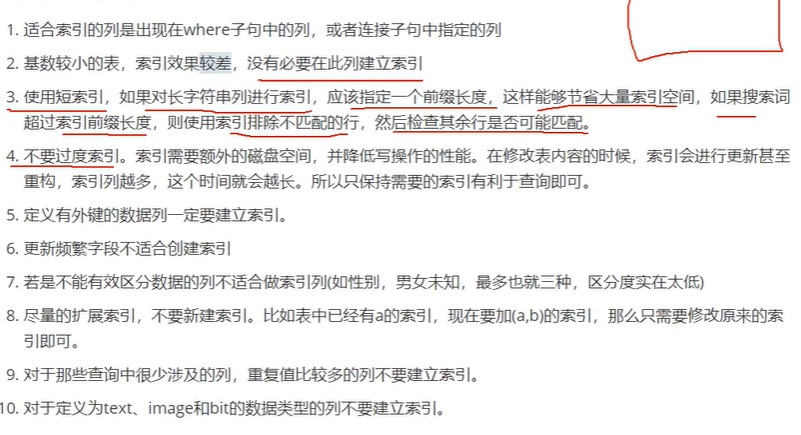 1. 适合索引的列是出现在where子句中的列，或者连接子句中指定的列
2. 基数较小的表，索引效果较差，没有必要在此列建立索引
3. 使用短索引，如果对长字符串列进行索引，应该指定一个前缀长度，这样能够节省大量索引空间，如果搜索词
超过索引前缀长度，则使用索引排除不匹配的行，然后检查其余行是否可能匹配。
4. 不要过度索引。索引需要额外的磁盘空间，并降低写操作的性能。在修改表内容的时候，索引会进行更新甚至
重构，索引列越多，这个时间就会越长。所以只保持需要的索引有利于查询即可。
5. 定义有外键的数据列一定要建立索引。
6. 更新频繁字段不适合创建索引
7. 若是不能有效区分数据的列不适合做索引列(如性别，男女未知，最多也就三种，区分度实在太低)
8. 尽量的扩展索引，不要新建索引。比如表中已经有a的索引，现在要加(a,b)的索引，那么只需要修改原来的索
引即可。
9. 对于那些查询中很少涉及的列，重复值比较多的列不要建立索引。
10. 对于定义为text、image和bit的数据类型的列不要建立索引。